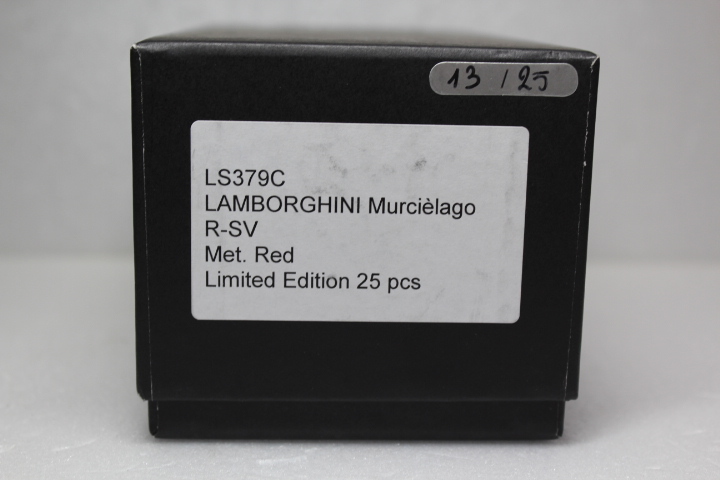 13 / 25
LS379C
LAMBORGHINI Murcièlago
R-SV
Met. Red
Limited Edition 25 pcs